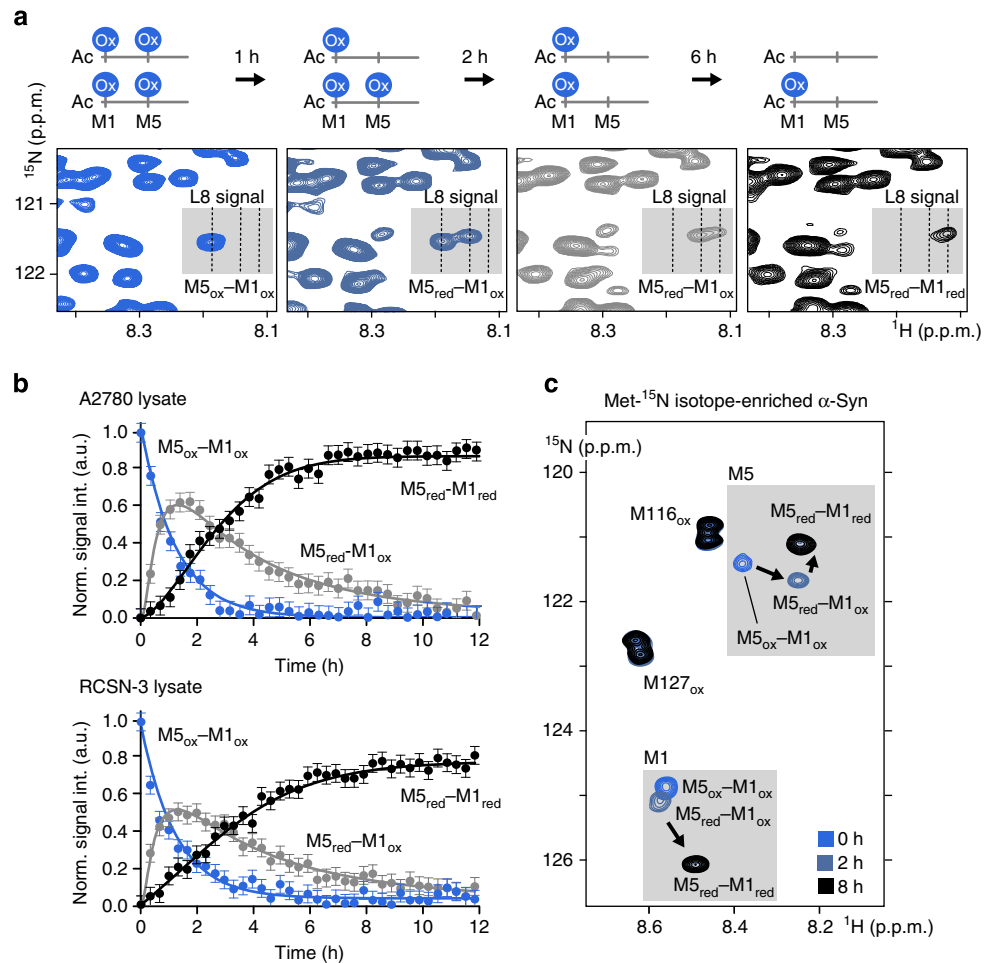 a
Ox Ox Ox Ox
Ac 1 h Ac 2 h Ac 6 h Ac
Ox Ox Ox Ox Ox Ox
Ac Ac Ac Ac
M1 M5 M1 M5 M1 M5 M1 M5
15N (p.p.m.)
L8 signal L8 signal L8 signal L8 signal
121
122
M5ox–M1ox M5red–M1ox M5red–M1ox M5red–M1red
8.3 8.1 8.3 8.3 8.1 8.3 1H (p.p.m.)
b
A2780 lysate
Norm. signal int. (a.u.)
1.0
0.8
0.6
0.4
0.2
0.0
M5ox–M1ox
M5red-M1red
M5red-M1ox
0 2 4 6 8 10 12
Time (h)
RCSN-3 lysate
Norm. signal int. (a.u.)
1.0
0.8
0.6
0.4
0.2
0.0
M5ox–M1ox
M5red–M1red
M5red–M1ox
0 2 4 6 8 10 12
Time (h)
c
Met-15N isotope-enriched α-Syn
15N (p.p.m.)
120
122
124
126
M5
M5red–M1red
M116ox
M5red–M1ox
M5ox–M1ox
M127ox
M1
M5ox–M1ox
M5red–M1ox
M5red–M1red
0 h
2 h
8 h
8.6 8.4 8.2 1H (p.p.m.)